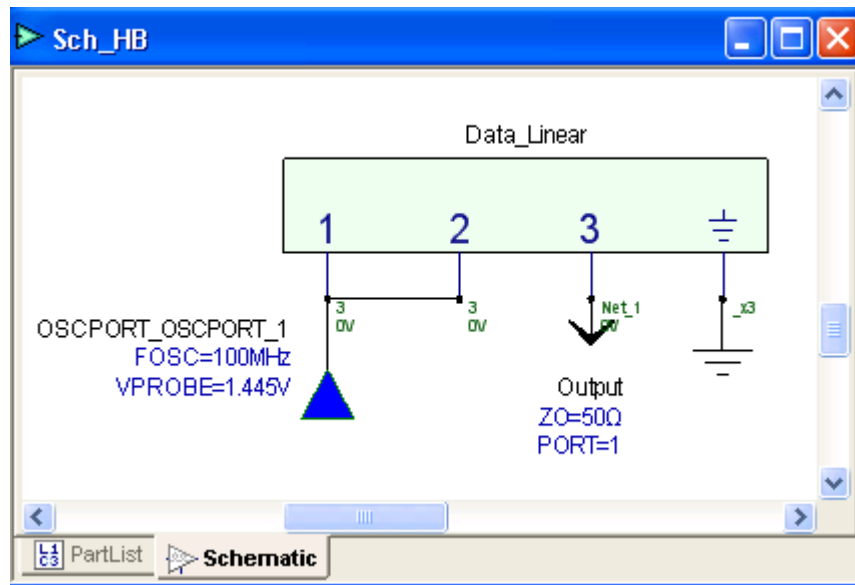 Sch_HB
Data_Linear
1 2 3
3
0V
3
0V
Net_1
_x3
OSCPORT_OSCPORT_1
FOSC=100MHz
VPROBE=1.445V
Output
ZO=50Ω
PORT=1
PartList
Schematic